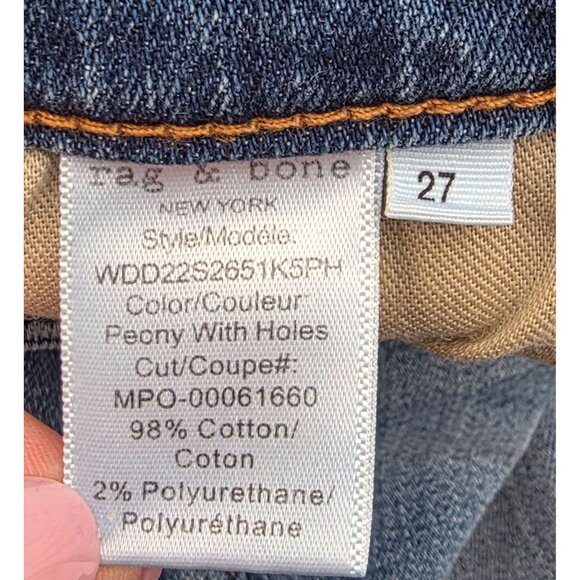 rag & bone
NEW YORK
Style/Modéle:
WDD22S2651K5PH
Color/Couleur
Peony With Holes
Cut/Coupe#:
MPO-00061660
98% Cotton/
Coton
2% Polyurethane/
Polyuréthane
27